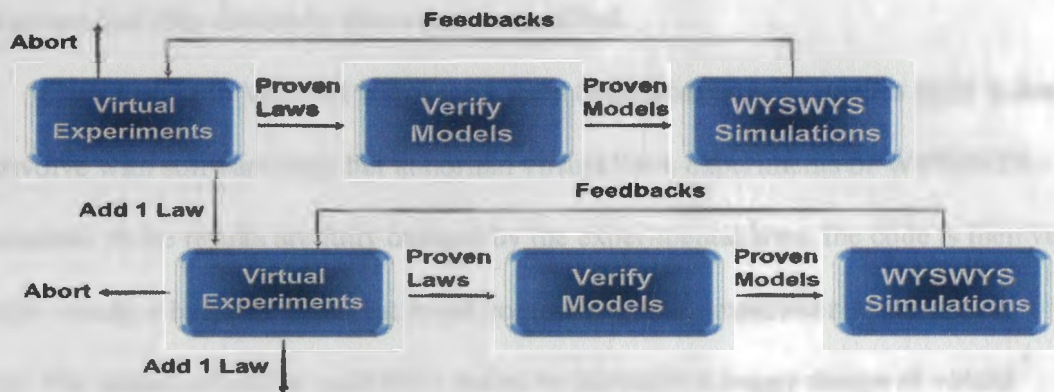 Feedbacks
Abort
Virtual
Experiments
Proven
Laws
Verify
Models
Proven
Models
WYSWYS
Simulations
Add 1 Law
Feedbacks
Abort
Virtual
Experiments
Proven
Laws
Verify
Models
Proven
Models
WYSWYS
Simulations
Add 1 Law